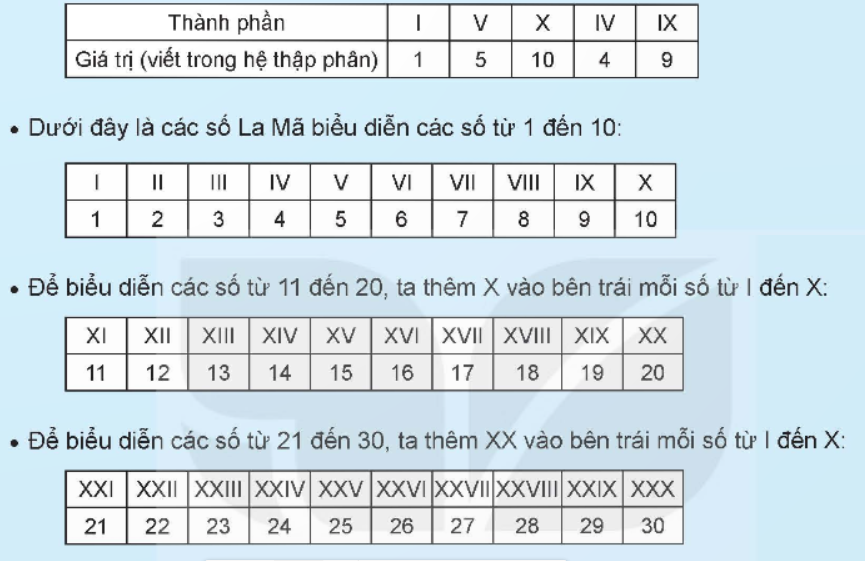 Thành phần I V X IV IX
Giá trị (viết trong hệ thập phân) 1 5 10 4 9
• Dưới đây là các số La Mã biểu diễn các số từ 1 đến 10:
I II III IV V VI VII VIII IX X
1 2 3 4 5 6 7 8 9 10
• Để biểu diễn các số từ 11 đến 20, ta thêm X vào bên trái mỗi số từ I đến X:
XI XII XIII XIV XV XVI XVII XVIII XIX XX
11 12 13 14 15 16 17 18 19 20
• Để biểu diễn các số từ 21 đến 30, ta thêm XX vào bên trái mỗi số từ I đến X:
XXI XXII XXIII XXIV XXV XXVI XXVII XXVIII XXIX XXX
21 22 23 24 25 26 27 28 29 30